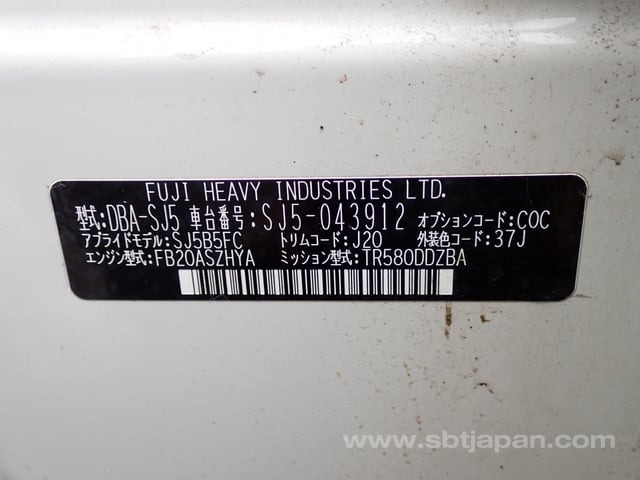 FUJI HEAVY INDUSTRIES LTD.
型式:DBA-SJ5 車台番号:SJ5-043912 オプションコード:COC
アプライドモデル:SJ5B5FC トリムコード:J20 外装色コード:37J
エンジン型式:FB20ASZHYA ミッション型式:TR580DDZBA
www.sbtjapan.com